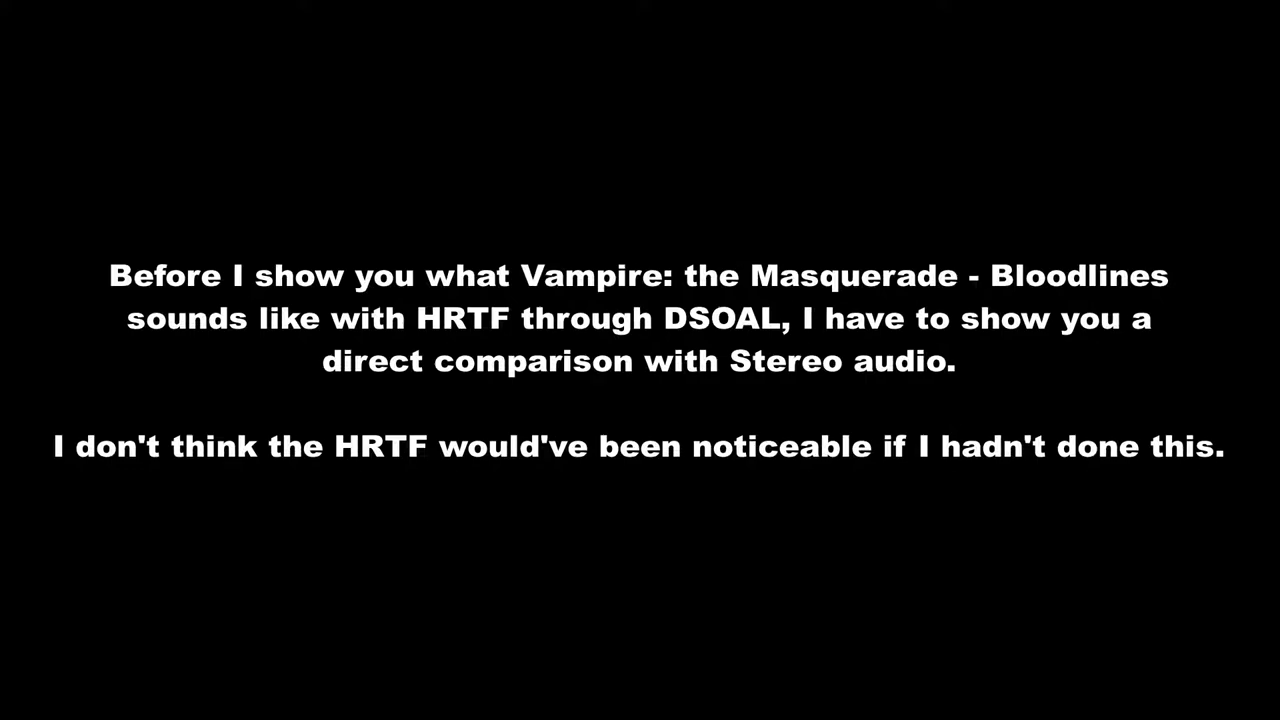 Before I show you what Vampire: the Masquerade - Bloodlines
sounds like with HRTF through DSOAL, I have to show you a
direct comparison with Stereo audio.
I don't think the HRTF would've been noticeable if I hadn't done this.